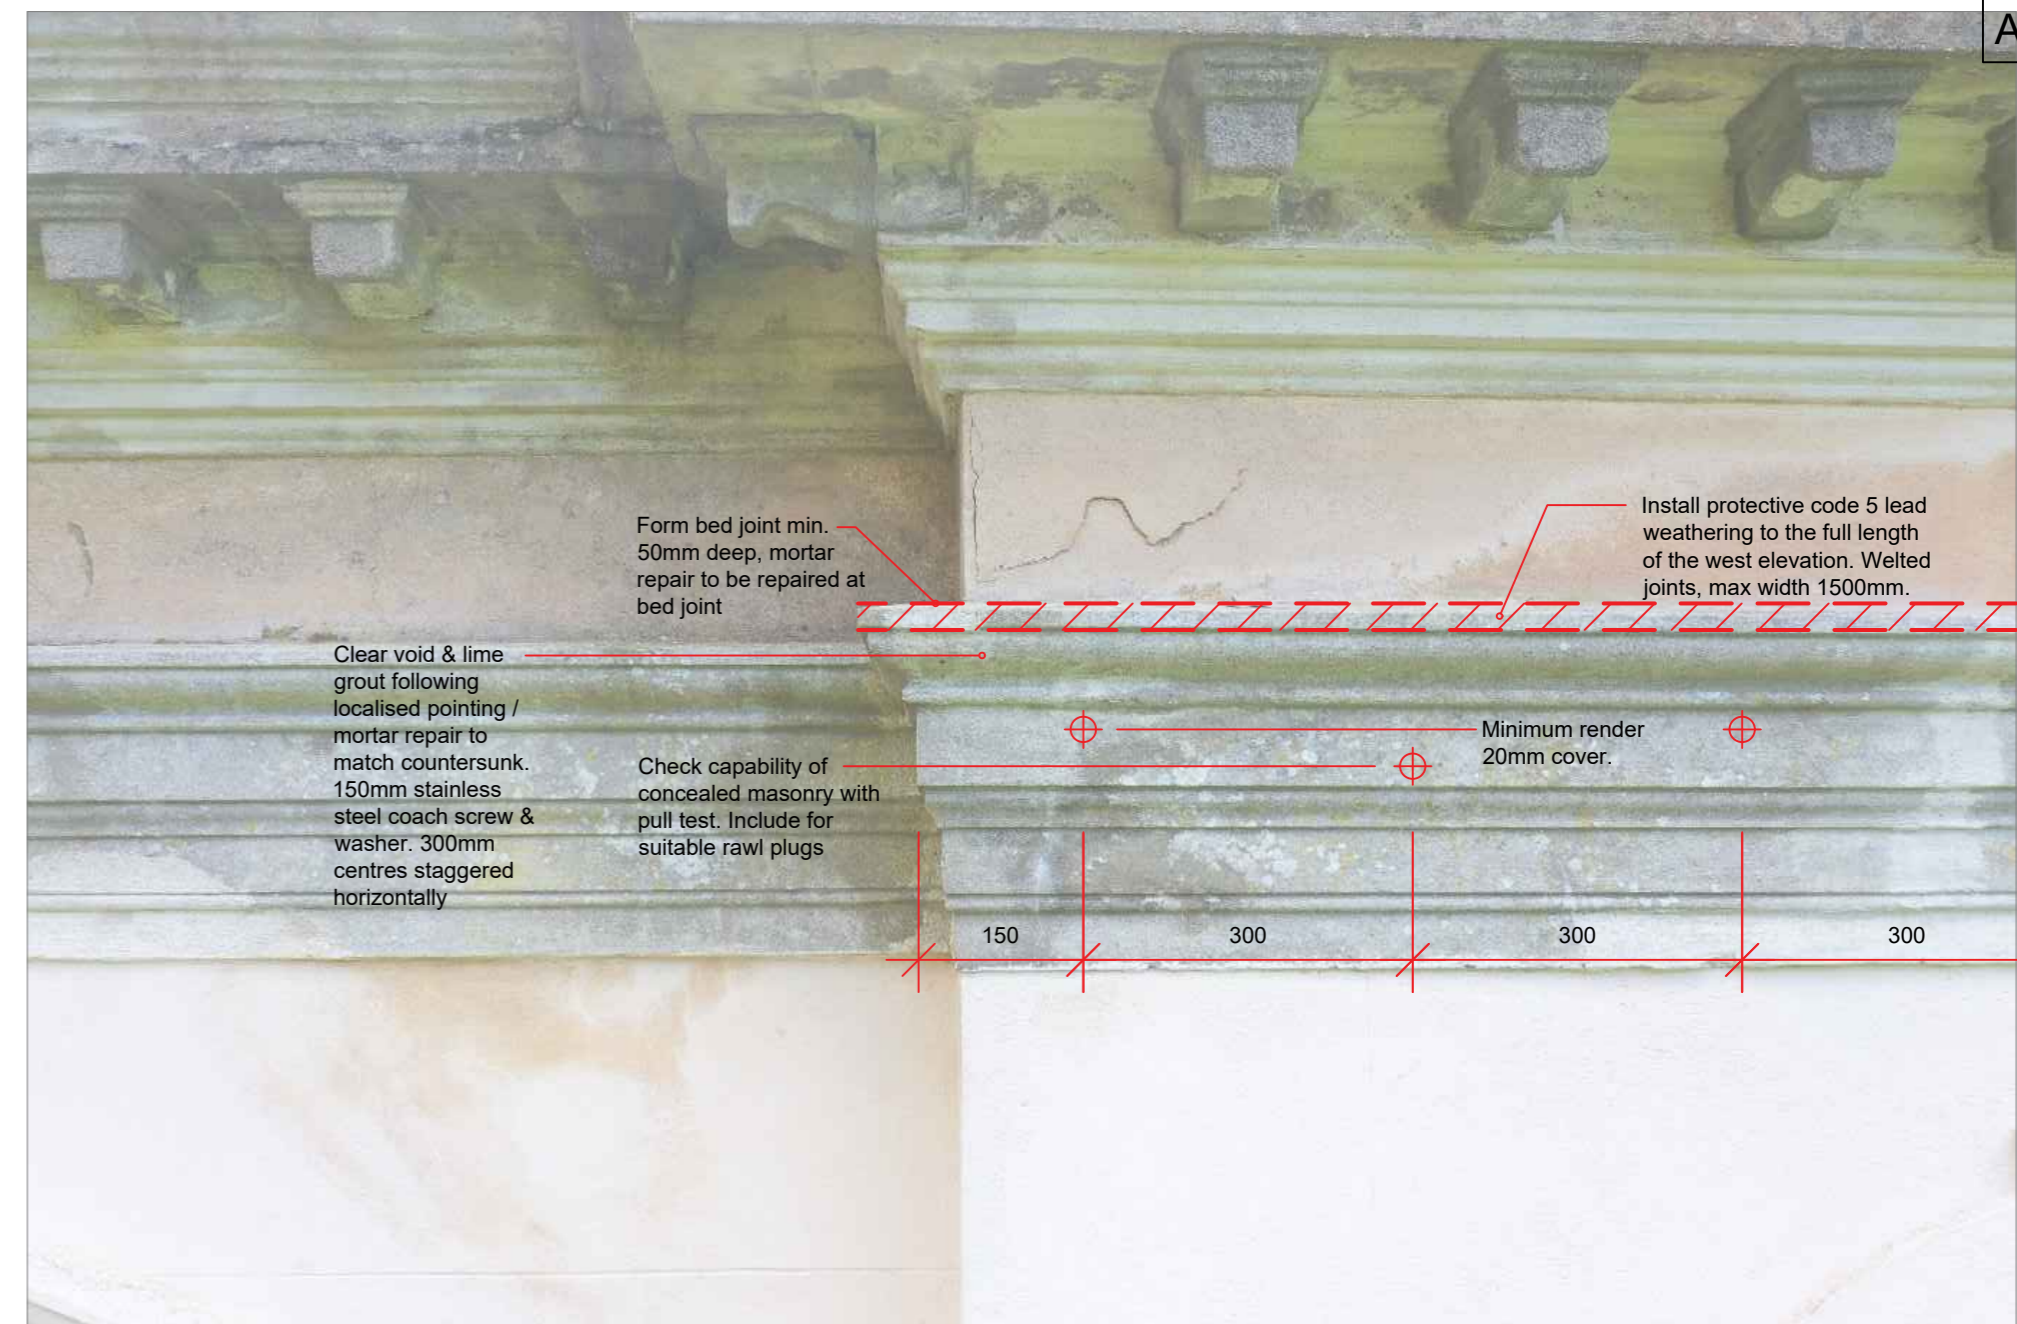 A
Form bed joint min.
50mm deep, mortar
repair to be repaired at
bed joint
Install protective code 5 lead
weathering to the full length
of the west elevation. Welted
joints, max width 1500mm.
Clear void & lime
grout following
localised pointing /
mortar repair to
match countersunk.
150mm stainless
steel coach screw &
washer. 300mm
centres staggered
horizontally
Check capability of
concealed masonry with
pull test. Include for
suitable rawl plugs
Minimum render
20mm cover.
150
300
300
300